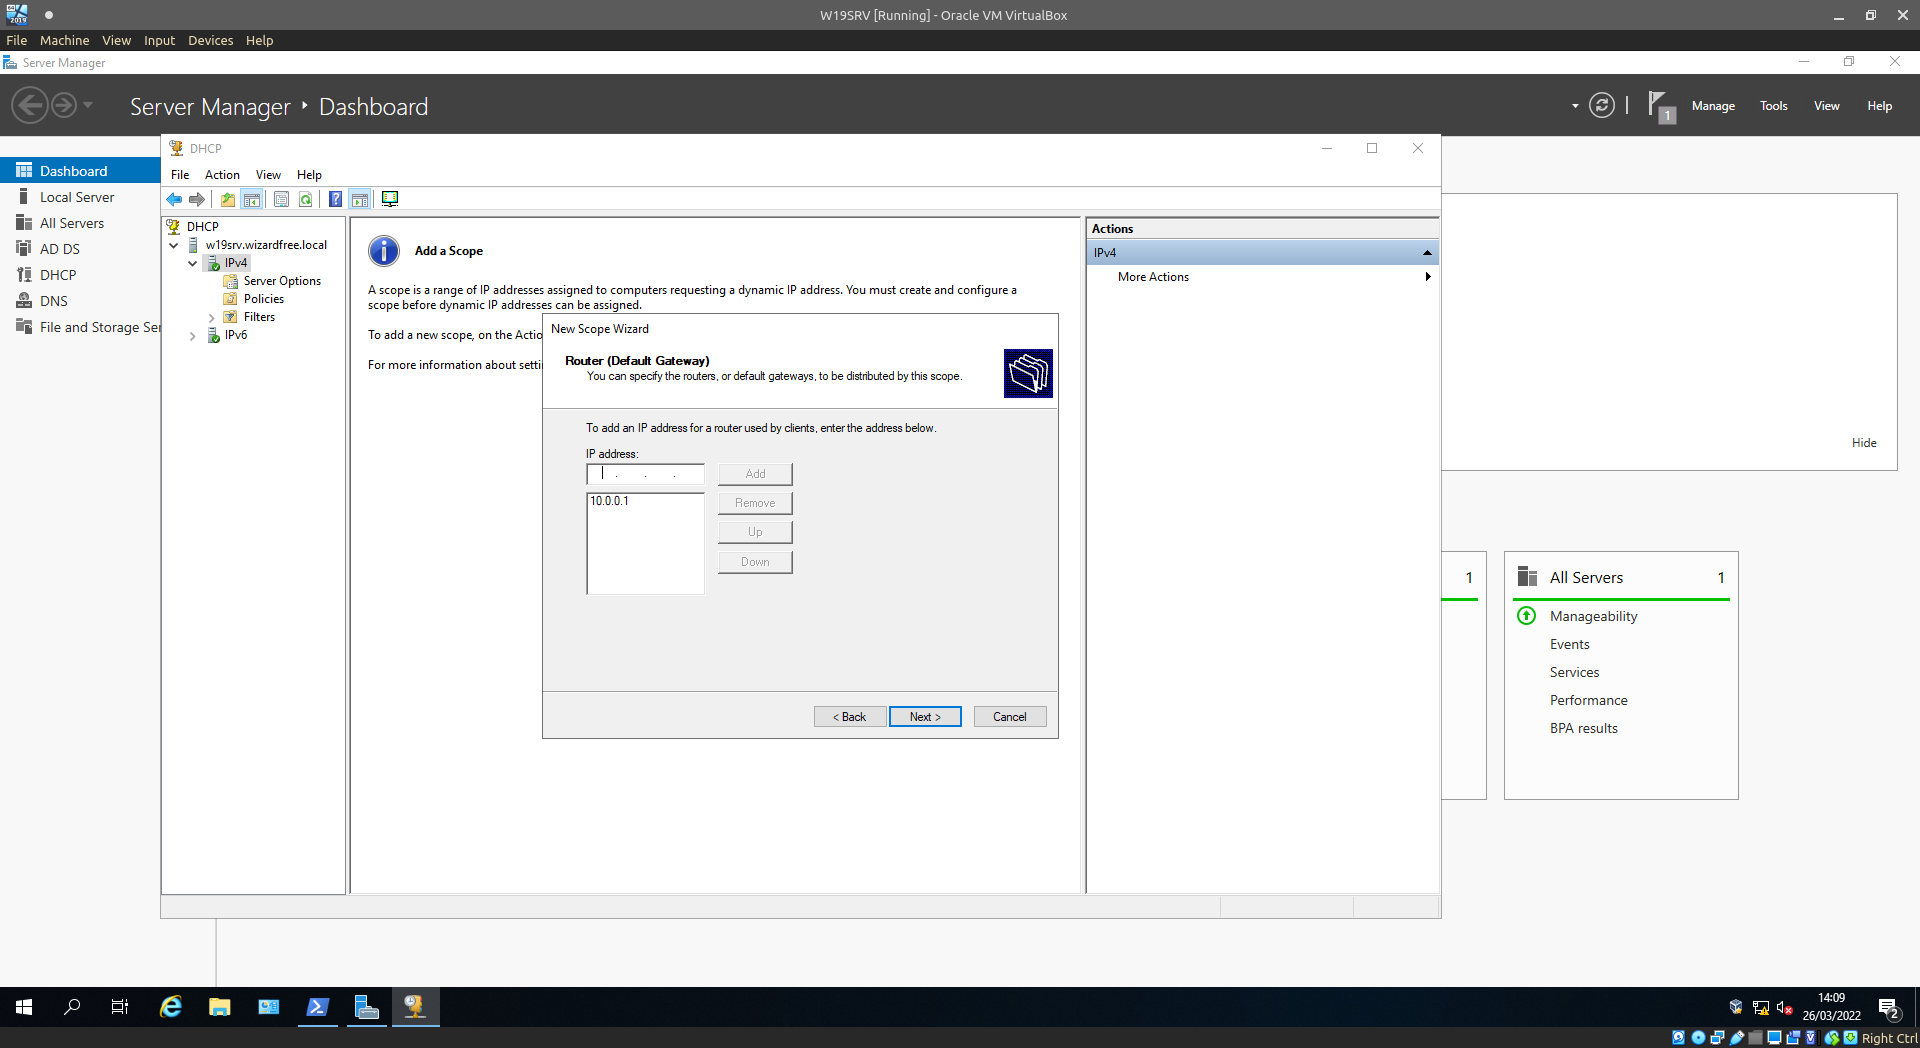 W19SRV [Running] - Oracle VM VirtualBox
File Machine View Input Devices Help
Server Manager
Server Manager ‣ Dashboard
1
Manage Tools View Help
Dashboard
Local Server
All Servers
AD DS
DHCP
DNS
File and Storage Ser
DHCP
File Action View Help
DHCP
w19srv.wizardfree.local
IPv4
Server Options
Policies
Filters
IPv6
Add a Scope
A scope is a range of IP addresses assigned to computers requesting a dynamic IP address. You must create and configure a
scope before dynamic IP addresses can be assigned.
To add a new scope, on the Actio
For more information about setti
New Scope Wizard
Router (Default Gateway)
You can specify the routers, or default gateways, to be distributed by this scope.
To add an IP address for a router used by clients, enter the address below.
IP address:
. . .
Add
10.0.0.1
Remove
Up
Down
< Back
Next >
Cancel
Actions
IPv4
More Actions
Hide
1
All Servers 1
Manageability
Events
Services
Performance
BPA results
14:09
26/03/2022
2
Right Ctrl